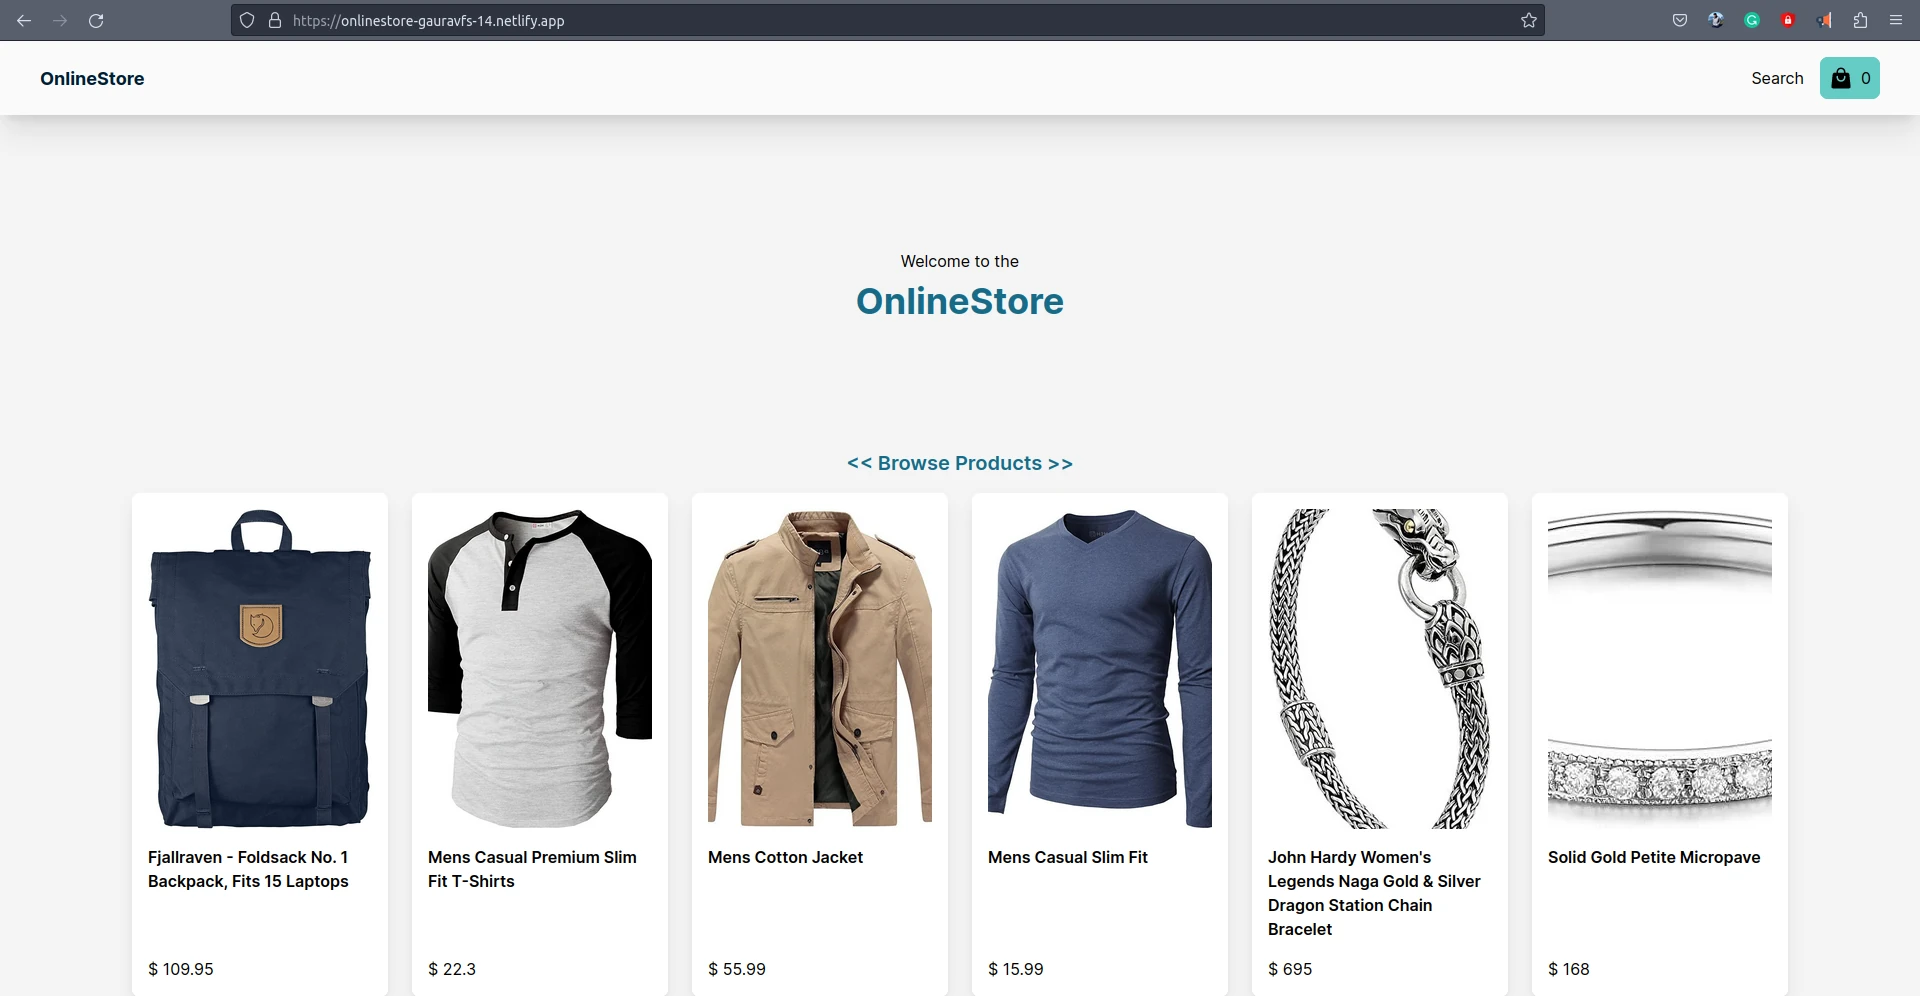 https://onlinestore-gauravfs-14.netlify.app
OnlineStore
Search
0
Welcome to the
OnlineStore
<< Browse Products >>
Fjallraven - Foldsack No. 1
Backpack, Fits 15 Laptops
$ 109.95
Mens Casual Premium Slim
Fit T-Shirts
$ 22.3
Mens Cotton Jacket
$ 55.99
Mens Casual Slim Fit
$ 15.99
John Hardy Women's
Legends Naga Gold & Silver
Dragon Station Chain
Bracelet
$ 695
Solid Gold Petite Micropave
$ 168